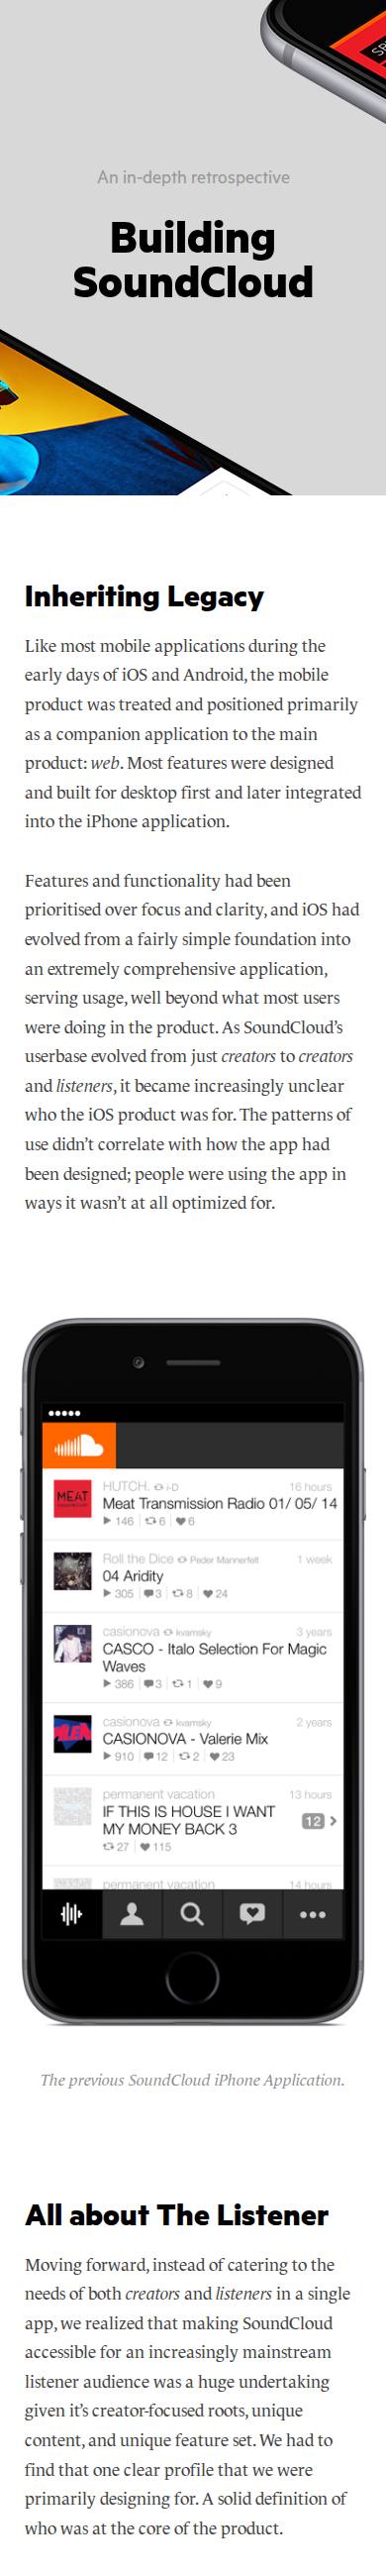 An in-depth retrospective
Building
SoundCloud
Inheriting Legacy
Like most mobile applications during the
early days of iOS and Android, the mobile
product was treated and positioned primarily
as a companion application to the main
product: web. Most features were designed
and built for desktop first and later integrated
into the iPhone application.
Features and functionality had been
prioritised over focus and clarity, and iOS had
evolved from a fairly simple foundation into
an extremely comprehensive application,
serving usage, well beyond what most users
were doing in the product. As SoundCloud's
userbase evolved from just creators to creators
and listeners, it became increasingly unclear
who the iOS product was for. The patterns of
use didn't correlate with how the app had
been designed; people were using the app in
ways it wasn't at all optimized for.
HUTCH. i-D 16 hours
MEAT
Meat Transmission Radio 01/ 05/ 14
146 6 6
Roll the Dice Peder Mannerfelt 1 week
04 Aridity
305 3 8 24
casionova kvamsky 3 years
CASCO - Italo Selection For Magic
Waves
386 3 1 9
casionova kvamsky 2 years
CASIONOVA - Valerie Mix
910 12 2 23
permanent vacation 13 hours
IF THIS IS HOUSE I WANT
MY MONEY BACK 3
12
27 115
permanent vacation 14 hours
The previous SoundCloud iPhone Application.
All about The Listener
Moving forward, instead of catering to the
needs of both creators and listeners in a single
app, we realized that making SoundCloud
accessible for an increasingly mainstream
listener audience was a huge undertaking
given it's creator-focused roots, unique
content, and unique feature set. We had to
find that one clear profile that we were
primarily designing for. A solid definition of
who was at the core of the product.